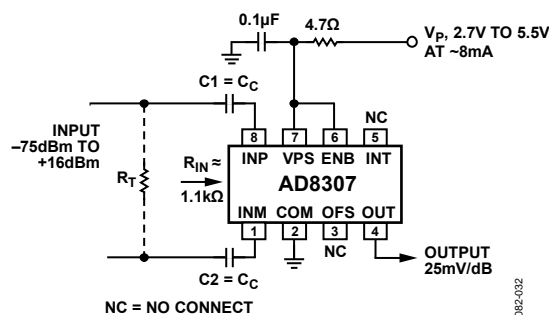 0.1µF
4.7Ω
VP, 2.7V TO 5.5V
AT ~8mA
C1 = CC
NC
INPUT
–75dBm TO
+16dBm
RT
RIN ≈
1.1kΩ
8 7 6 5
INP VPS ENB INT
AD8307
INM COM OFS OUT
1 2 3 4
NC
OUTPUT
25mV/dB
C2 = CC
NC = NO CONNECT
082-032